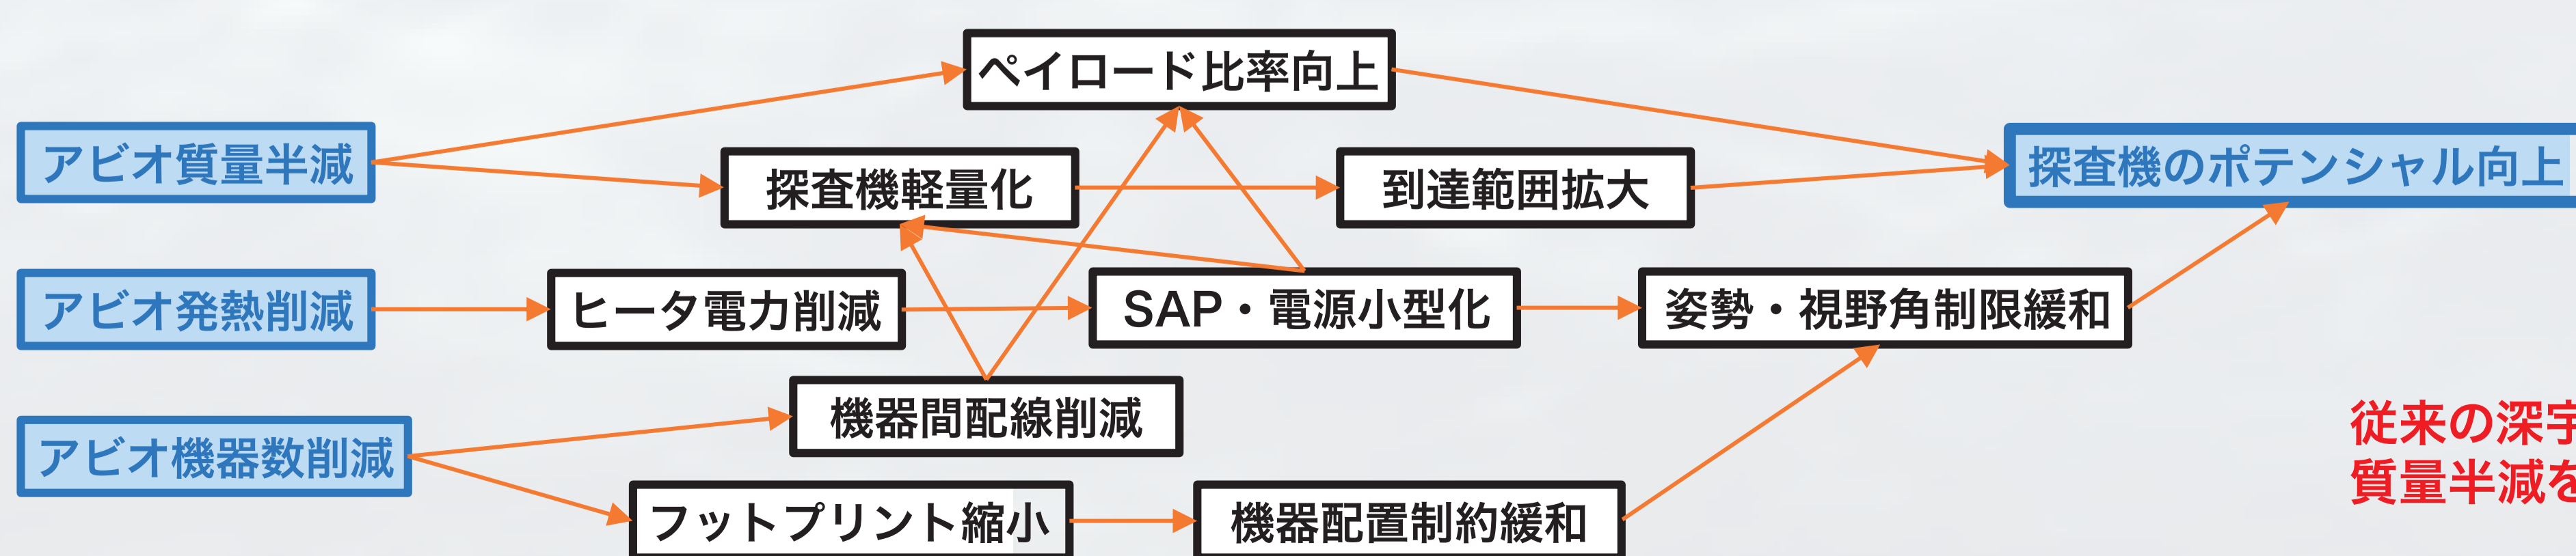 ペイロード比率向上
アビオ質量半減
探査機軽量化
到達範囲拡大
探査機のポテンシャル向上
アビオ発熱削減
ヒータ電力削減
SAP・電源小型化
姿勢・視野角制限緩和
機器間配線削減
アビオ機器数削減
フットプリント縮小
機器配置制約緩和
従来の深宇
質量半減を